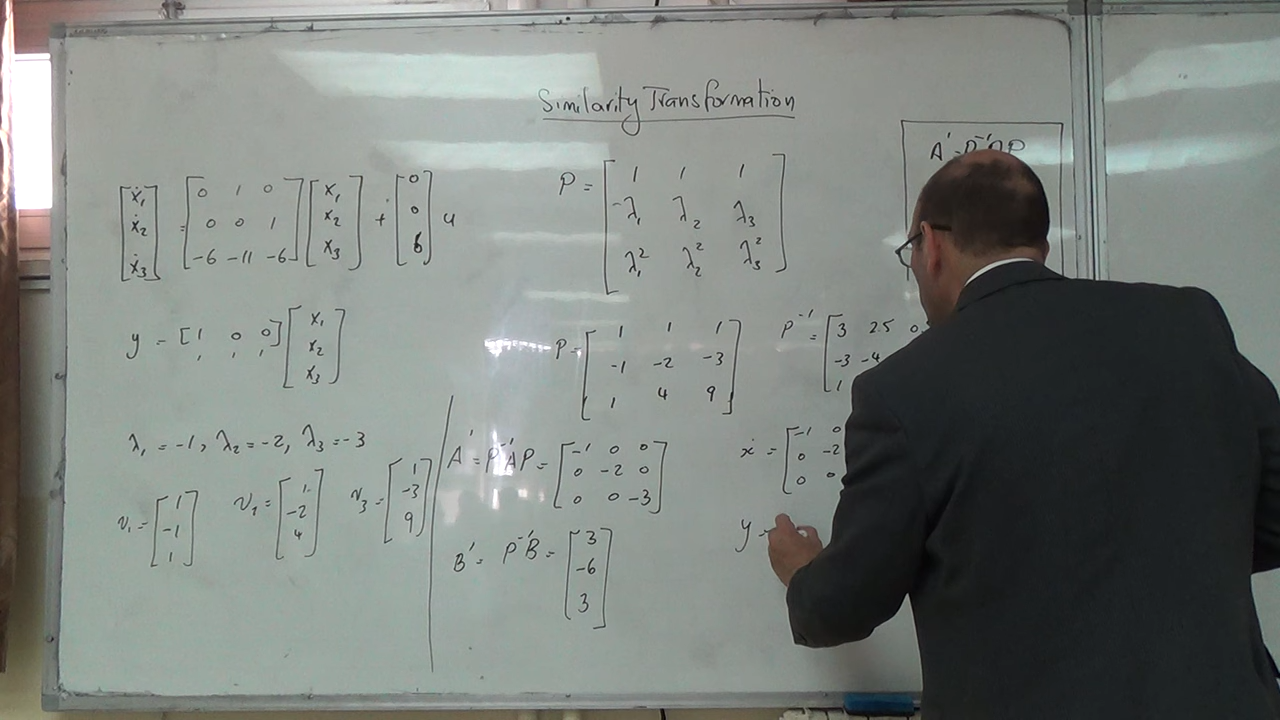 Similarity Transformation
[ẋ₁ ẋ₂ ẋ₃] = [0 1 0; 0 0 1; -6 -11 -6] [x₁ x₂ x₃] + [0 0 6] u
y = [1, 0, 0] [x₁ x₂ x₃]
λ₁ = -1, λ₂ = -2, λ₃ = -3
v₁ = [1 -1 1] v₂ = [1 -2 4] v₃ = [1 -3 9]
P = [1 1 1; -λ₁ λ₂ λ₃; λ₁² λ₂² λ₃²]
P = [1 1 1; -1 -2 -3; 1 4 9]
A' = P⁻¹AP = [-1 0 0; 0 -2 0; 0 0 -3]
B' = P⁻¹B = [3 -6 3]
A' = P⁻¹AP
P⁻¹ = [3 2.5
-3 -4
1
ẋ = [-1 0
0 -2
0 0
y =